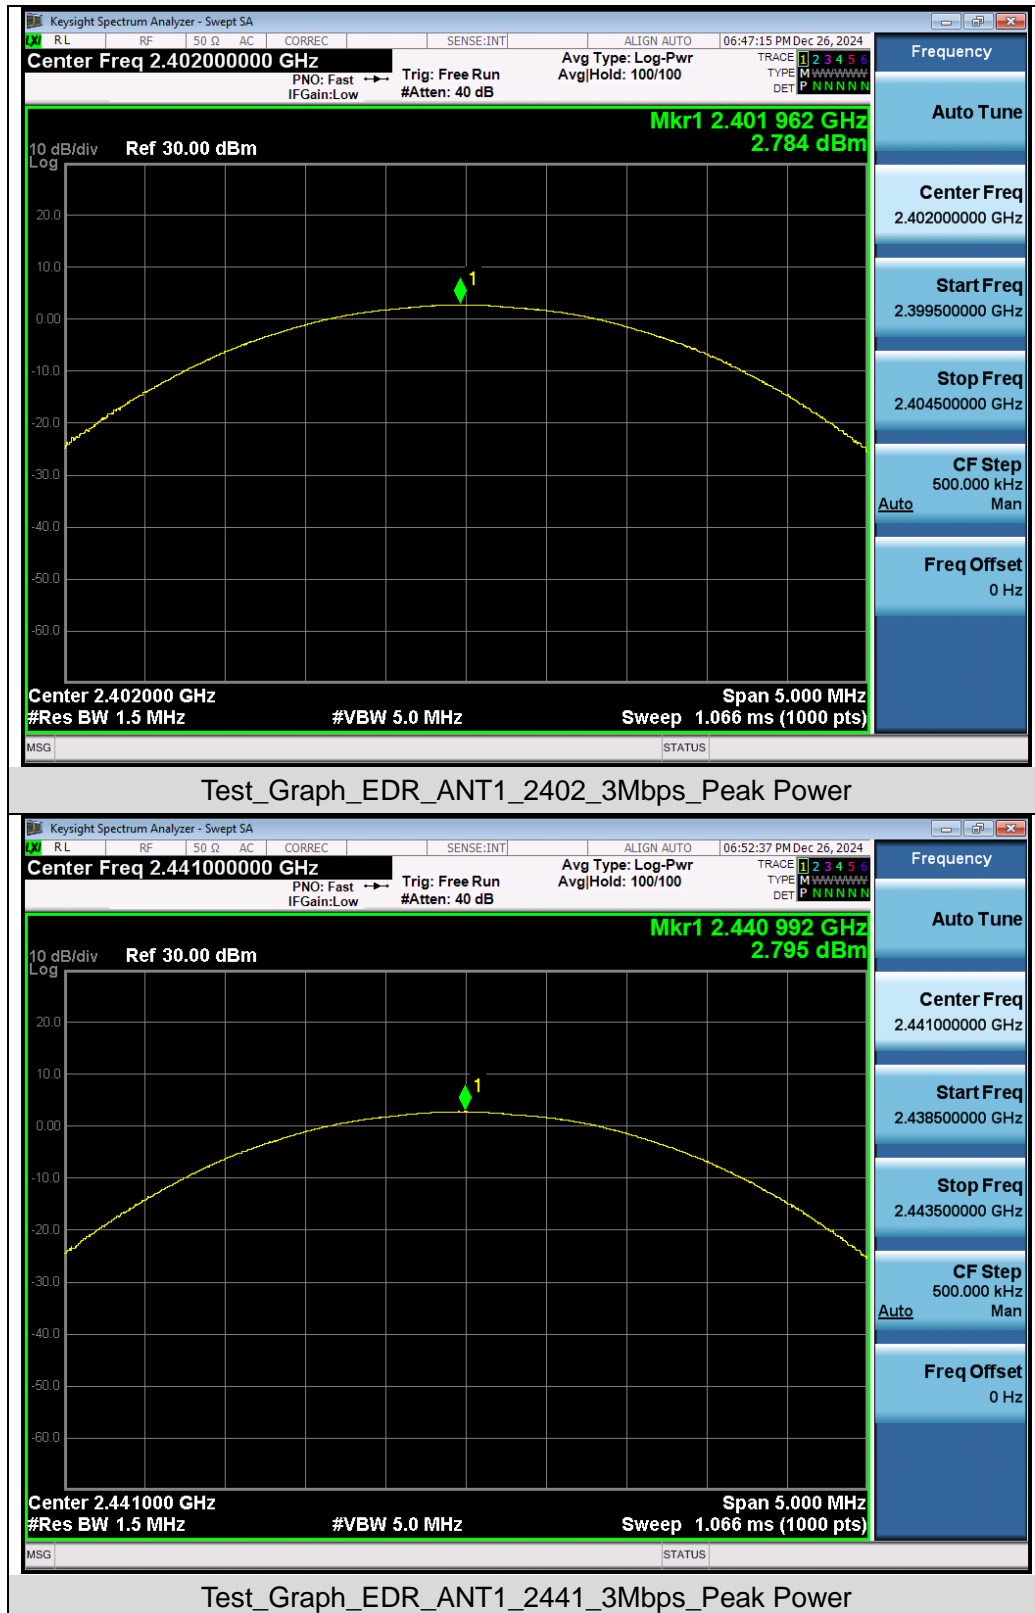 Keysight Spectrum Analyzer - Swept SA
LXI RL RF 50 Ω AC CORREC SENSE:INT ALIGN AUTO 06:47:15 PM Dec 26, 2024
Center Freq 2.402000000 GHz
PNO: Fast
IFGain:Low
Trig: Free Run
#Atten: 40 dB
Avg Type: Log-Pwr
Avg|Hold: 100/100
TRACE 1 2 3 4 5 6
TYPE M W W W W W
DET P N N N N N
Mkr1 2.401 962 GHz
2.784 dBm
10 dB/div
Log
Ref 30.00 dBm
1
20.0
10.0
0.00
-10.0
-20.0
-30.0
-40.0
-50.0
-60.0
Center 2.402000 GHz
Span 5.000 MHz
#Res BW 1.5 MHz
#VBW 5.0 MHz
Sweep 1.066 ms (1000 pts)
MSG
STATUS
Frequency
Auto Tune
Center Freq
2.402000000 GHz
Start Freq
2.399500000 GHz
Stop Freq
2.404500000 GHz
CF Step
500.000 kHz
Auto Man
Freq Offset
0 Hz
Test_Graph_EDR_ANT1_2402_3Mbps_Peak Power
Keysight Spectrum Analyzer - Swept SA
LXI RL RF 50 Ω AC CORREC SENSE:INT ALIGN AUTO 06:52:37 PM Dec 26, 2024
Center Freq 2.441000000 GHz
PNO: Fast
IFGain:Low
Trig: Free Run
#Atten: 40 dB
Avg Type: Log-Pwr
Avg|Hold: 100/100
TRACE 1 2 3 4 5 6
TYPE M W W W W W
DET P N N N N N
Mkr1 2.440 992 GHz
2.795 dBm
10 dB/div
Log
Ref 30.00 dBm
1
20.0
10.0
0.00
-10.0
-20.0
-30.0
-40.0
-50.0
-60.0
Center 2.441000 GHz
Span 5.000 MHz
#Res BW 1.5 MHz
#VBW 5.0 MHz
Sweep 1.066 ms (1000 pts)
MSG
STATUS
Frequency
Auto Tune
Center Freq
2.441000000 GHz
Start Freq
2.438500000 GHz
Stop Freq
2.443500000 GHz
CF Step
500.000 kHz
Auto Man
Freq Offset
0 Hz
Test_Graph_EDR_ANT1_2441_3Mbps_Peak Power